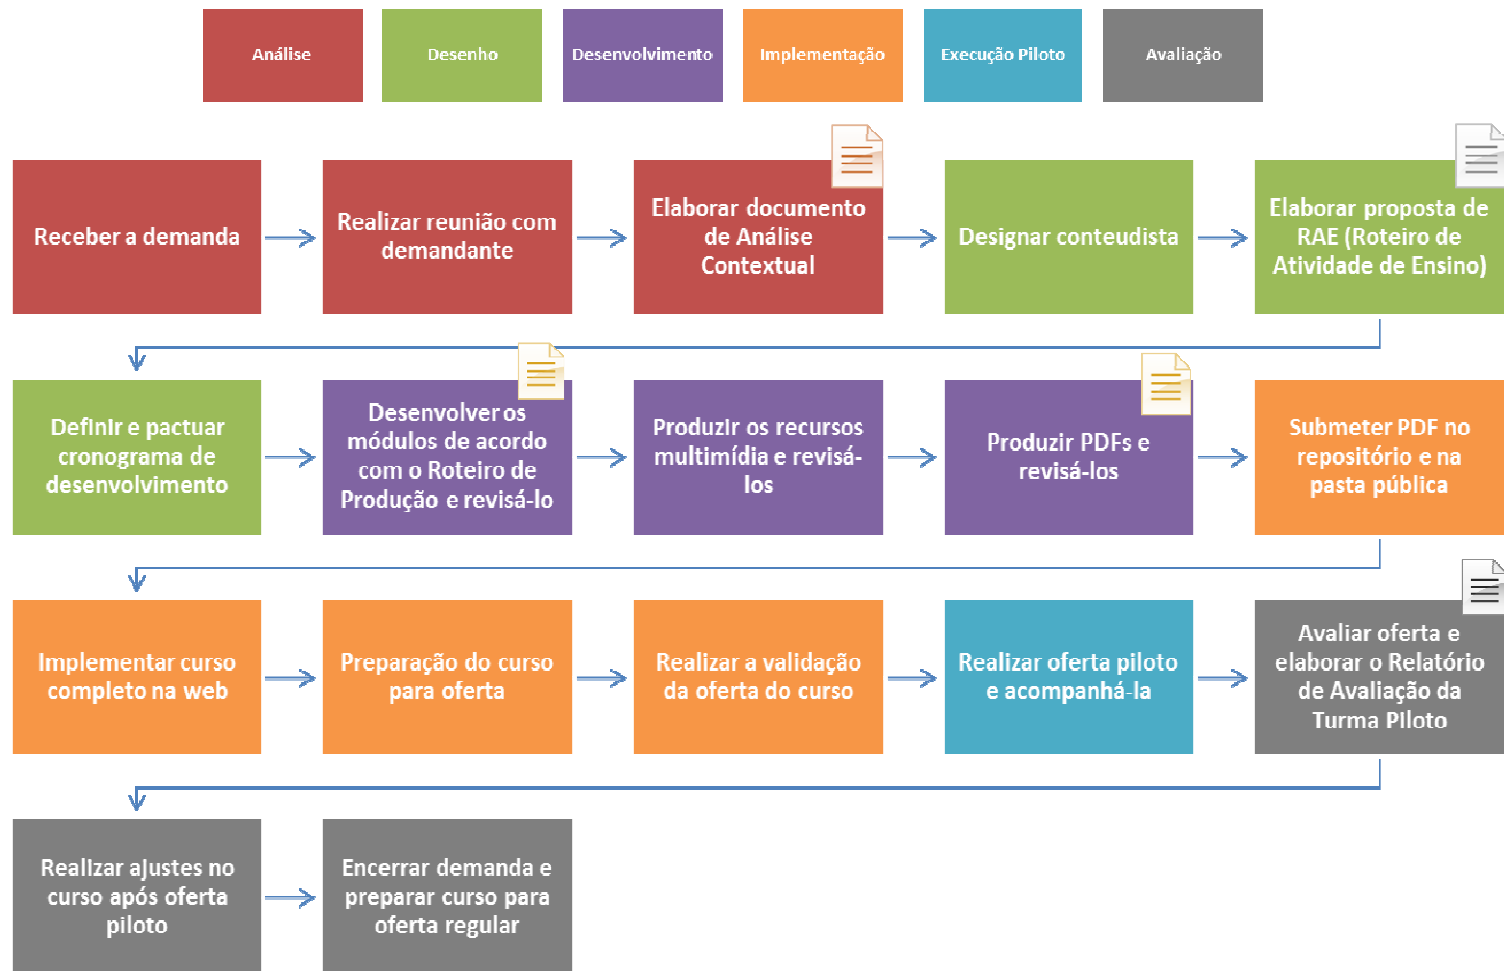 Análise
Desenho
Desenvolvimento
Implementação
Execução Piloto
Avaliação
Receber a demanda
Realizar reunião com
demandante
Elaborar documento
de Análise
Contextual
Designar conteudista
Elaborar proposta de
RAE (Roteiro de
Atividade de Ensino)
Definir e pactuar
cronograma de
desenvolvimento
Desenvolver os
módulos de acordo
com o Roteiro de
Produção e revisá-lo
Produzir os recursos
multimídia e revisá-
los
Produzir PDFs e
revisá-los
Submeter PDF no
repositório e na
pasta pública
Implementar curso
completo na web
Preparação do curso
para oferta
Realizar a validação
da oferta do curso
Realizar oferta piloto
e acompanhá-la
Avaliar oferta e
elaborar o Relatório
de Avaliação da
Turma Piloto
Realizar ajustes no
curso após oferta
piloto
Encerrar demanda e
preparar curso para
oferta regular